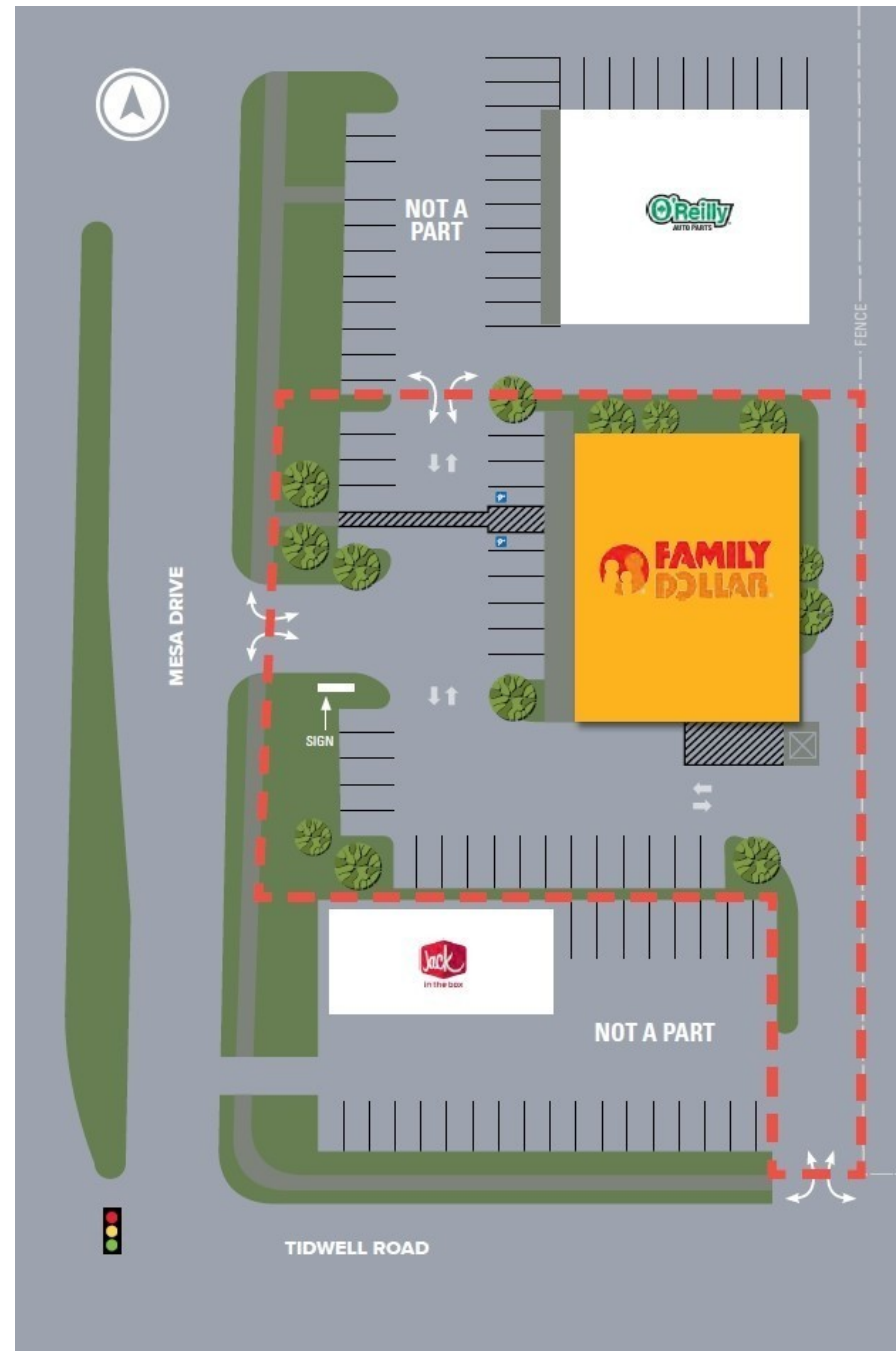 NOT A
PART
O'Reilly
AUTO PARTS
FENCE
MESA DRIVE
FAMILY
DOLLAR
SIGN
Jack
in the box
NOT A PART
TIDWELL ROAD